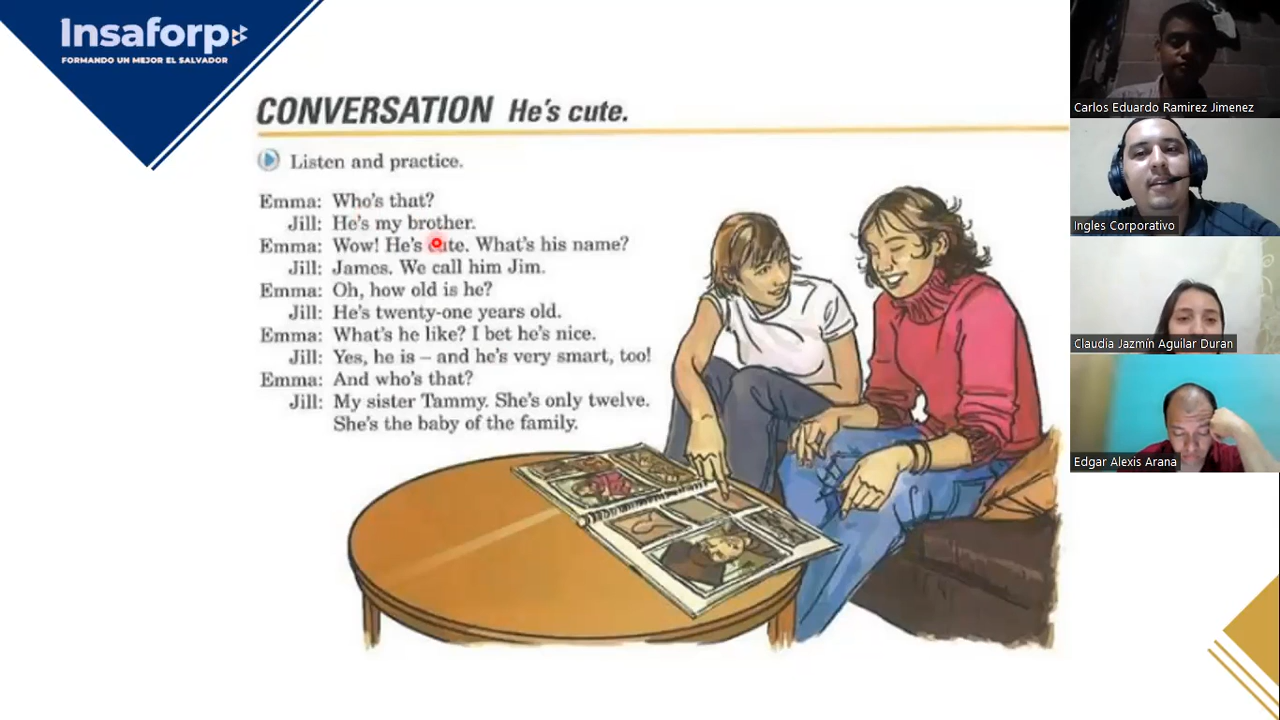 Insaforp
FORMANDO UN MEJOR EL SALVADOR
CONVERSATION He's cute.
Listen and practice.
Emma: Who's that?
Jill: He's my brother.
Emma: Wow! He's cute. What's his name?
Jill: James. We call him Jim.
Emma: Oh, how old is he?
Jill: He's twenty-one years old.
Emma: What's he like? I bet he's nice.
Jill: Yes, he is – and he's very smart, too!
Emma: And who's that?
Jill: My sister Tammy. She's only twelve.
She's the baby of the family.
Carlos Eduardo Ramirez Jimenez
Ingles Corporativo
Claudia Jazmín Aguilar Duran
Edgar Alexis Arana